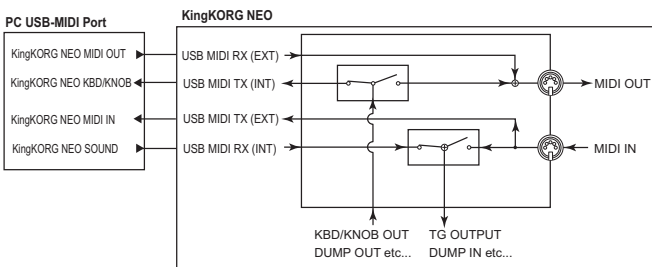 PC USB-MIDI Port
KingKORG NEO
KingKORG NEO MIDI OUT
USB MIDI RX (EXT)
KingKORG NEO KBD/KNOB
USB MIDI TX (INT)
MIDI OUT
KingKORG NEO MIDI IN
USB MIDI TX (EXT)
KingKORG NEO SOUND
USB MIDI RX (INT)
MIDI IN
KBD/KNOB OUT
DUMP OUT etc...
TG OUTPUT
DUMP IN etc...